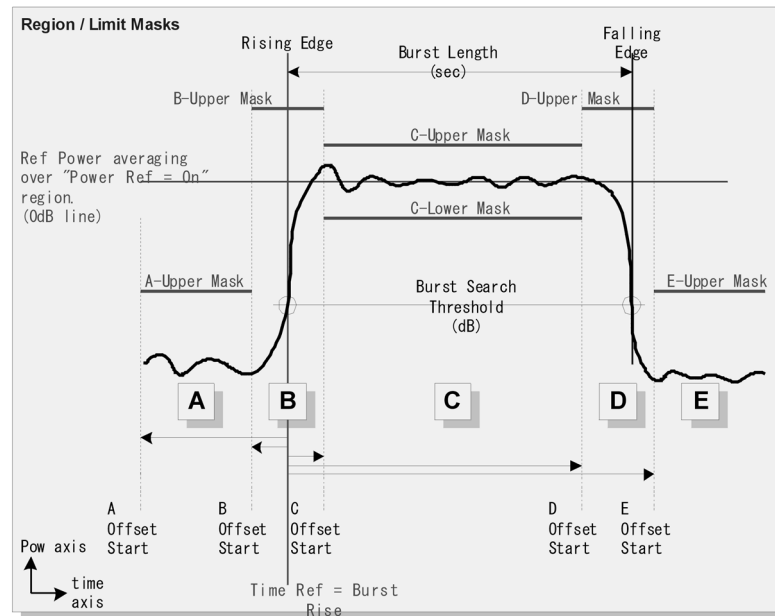 Region / Limit Masks
Rising Edge
Falling
Edge
Burst Length
(sec)
B-Upper Mask
D-Upper Mask
C-Upper Mask
Ref Power averaging
over "Power Ref = On"
region.
(0dB line)
C-Lower Mask
A-Upper Mask
Burst Search
Threshold
(dB)
E-Upper Mask
A
B
C
D
E
A
Offset
Start
B
Offset
Start
C
Offset
Start
D
Offset
Start
E
Offset
Start
Pow axis
time
axis
Time Ref = Burst
Rise